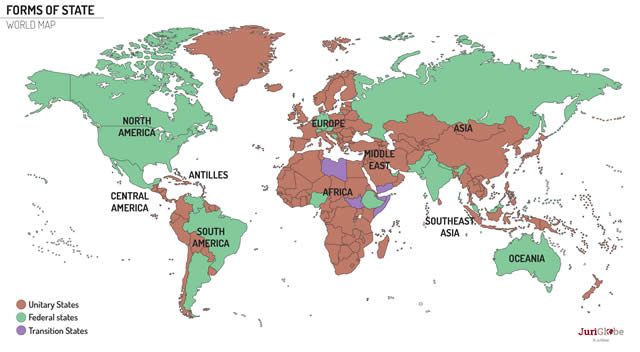 FORMS OF STATE
WORLD MAP
NORTH
AMERICA
EUROPE
ASIA
MIDDLE
EAST
ANTILLES
AFRICA
CENTRAL
AMERICA
SOUTH
AMERICA
SOUTHEAST
ASIA
OCEANIA
Unitary States
Federal states
Transition States
JuriGlobe